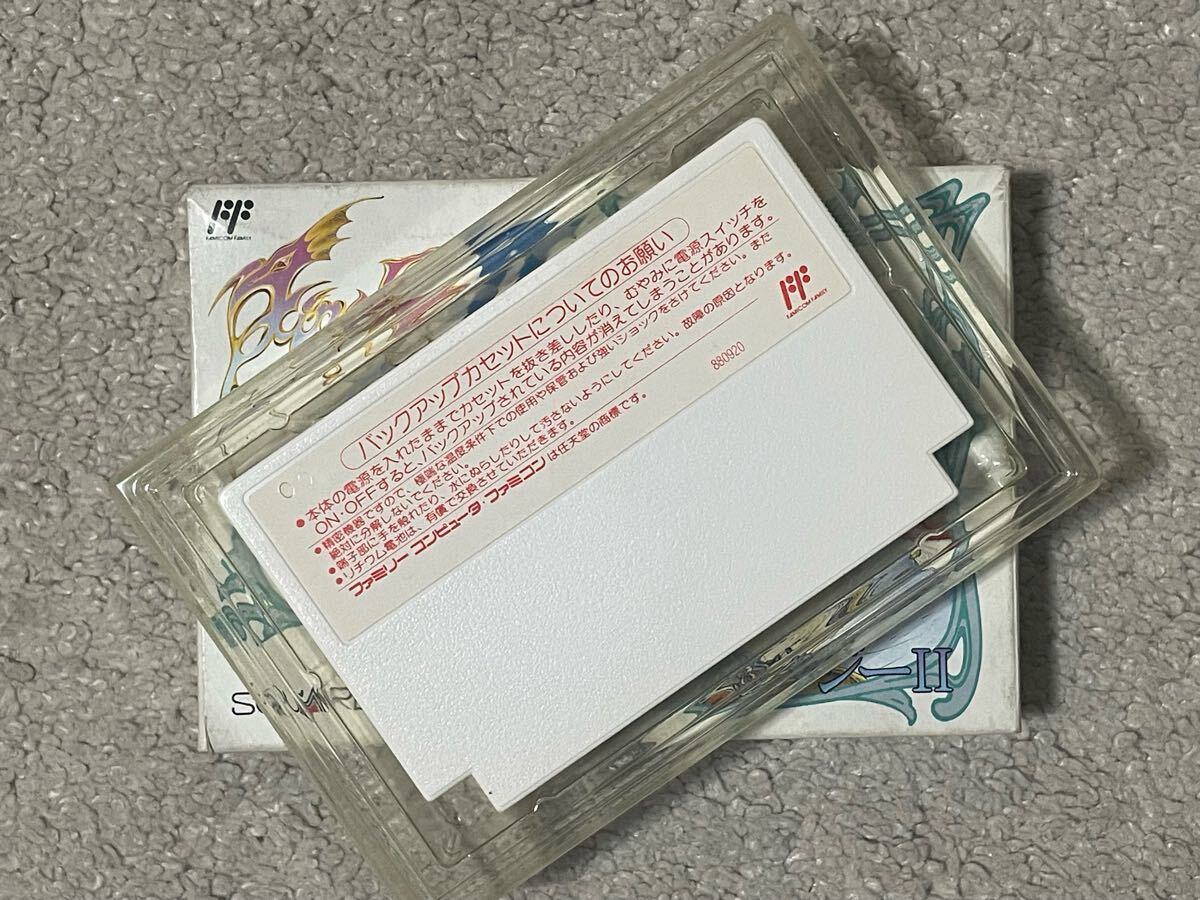 FAMICOM FAMILY
バックアップカセットについてのお願い
●本体の電源を入れたままでカセットを抜き差ししたり、むやみに電源スイッチを
ON・OFFすると、バックアップされている内容が消えてしまうことがあります。
●精密機器ですので、極端な温度条件下での使用や保管および強いショックをさけてください。また
絶対に分解しないでください。
●端子部に手を触れたり、水にぬらしたりして汚さないようにしてください。故障の原因となります。
●リチウム電池は、有償で交換させていただきます。
ファミリーコンピュータ・ファミコンは任天堂の商標です。
880920
FAMICOM FAMILY
ーII